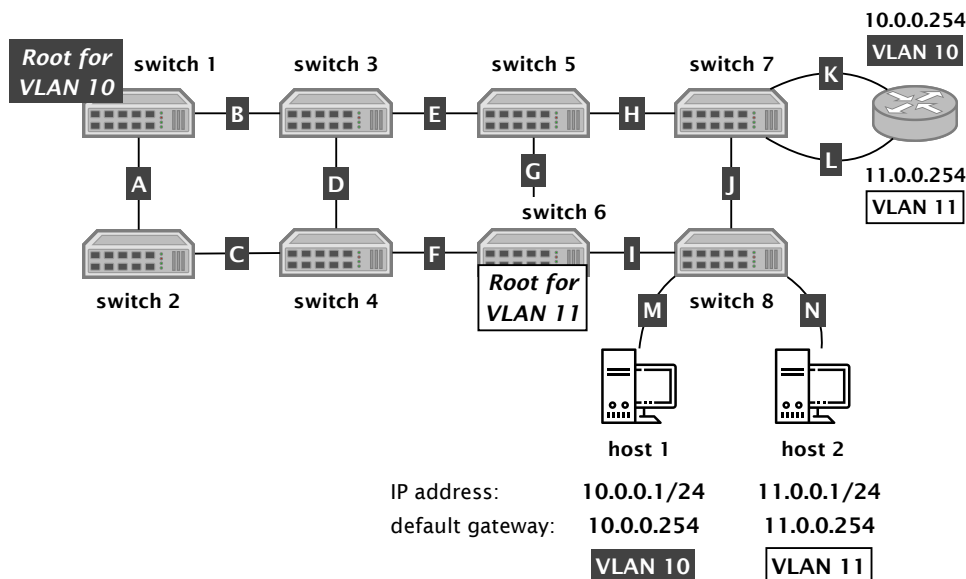 10.0.0.254
VLAN 10
Root for
VLAN 10
switch 1
switch 3
switch 5
switch 7
K
B
E
H
L
11.0.0.254
VLAN 11
A
D
G
J
switch 6
C
F
I
Root for
VLAN 11
switch 2
switch 4
switch 8
M
N
host 1
host 2
IP address:
10.0.0.1/24
11.0.0.1/24
default gateway:
10.0.0.254
11.0.0.254
VLAN 10
VLAN 11